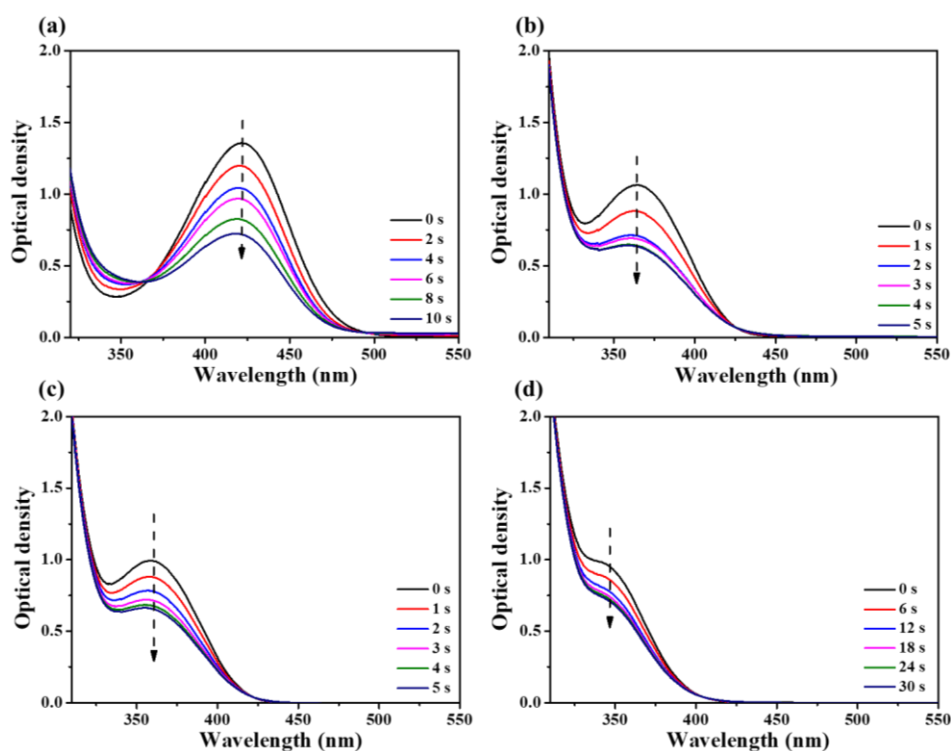 (a)
2.0
1.5
1.0
0.5
0.0
Optical density
350 400 450 500 550
Wavelength (nm)
0 s
2 s
4 s
6 s
8 s
10 s
(b)
2.0
1.5
1.0
0.5
0.0
Optical density
350 400 450 500 550
Wavelength (nm)
0 s
1 s
2 s
3 s
4 s
5 s
(c)
2.0
1.5
1.0
0.5
0.0
Optical density
350 400 450 500 550
Wavelength (nm)
0 s
1 s
2 s
3 s
4 s
5 s
(d)
2.0
1.5
1.0
0.5
0.0
Optical density
350 400 450 500 550
Wavelength (nm)
0 s
6 s
12 s
18 s
24 s
30 s